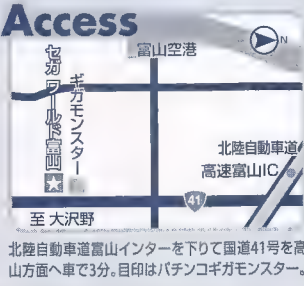 Access
富山空港
N
セガ ワールド富山
ギガモンスター
北陸自動車道
高速富山IC
41
至 大沢野
北陸自動車道富山インターを下りて国道41号を高
山方面へ車で3分。目印はパチンコギガモンスター。